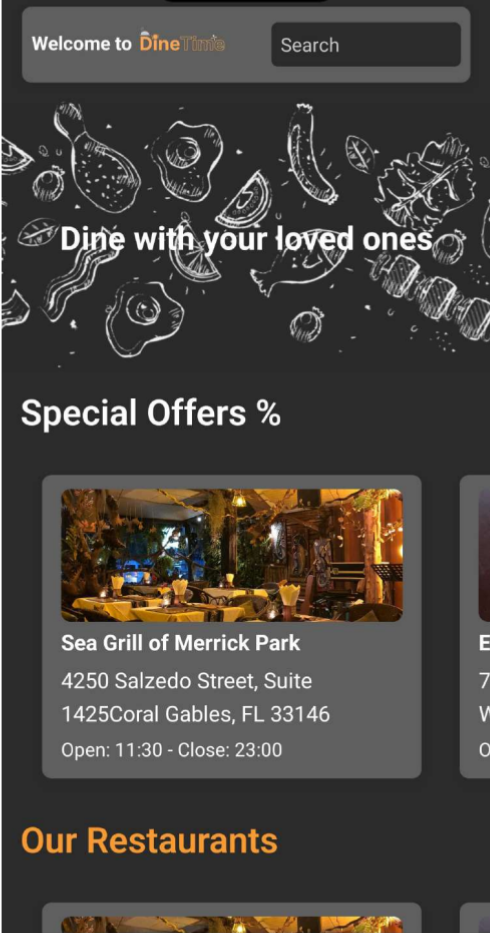 Welcome to DineTime
Search
Dine with your loved ones
Special Offers %
Sea Grill of Merrick Park
4250 Salzedo Street, Suite
1425Coral Gables, FL 33146
Open: 11:30 - Close: 23:00
E
7
W
O
Our Restaurants